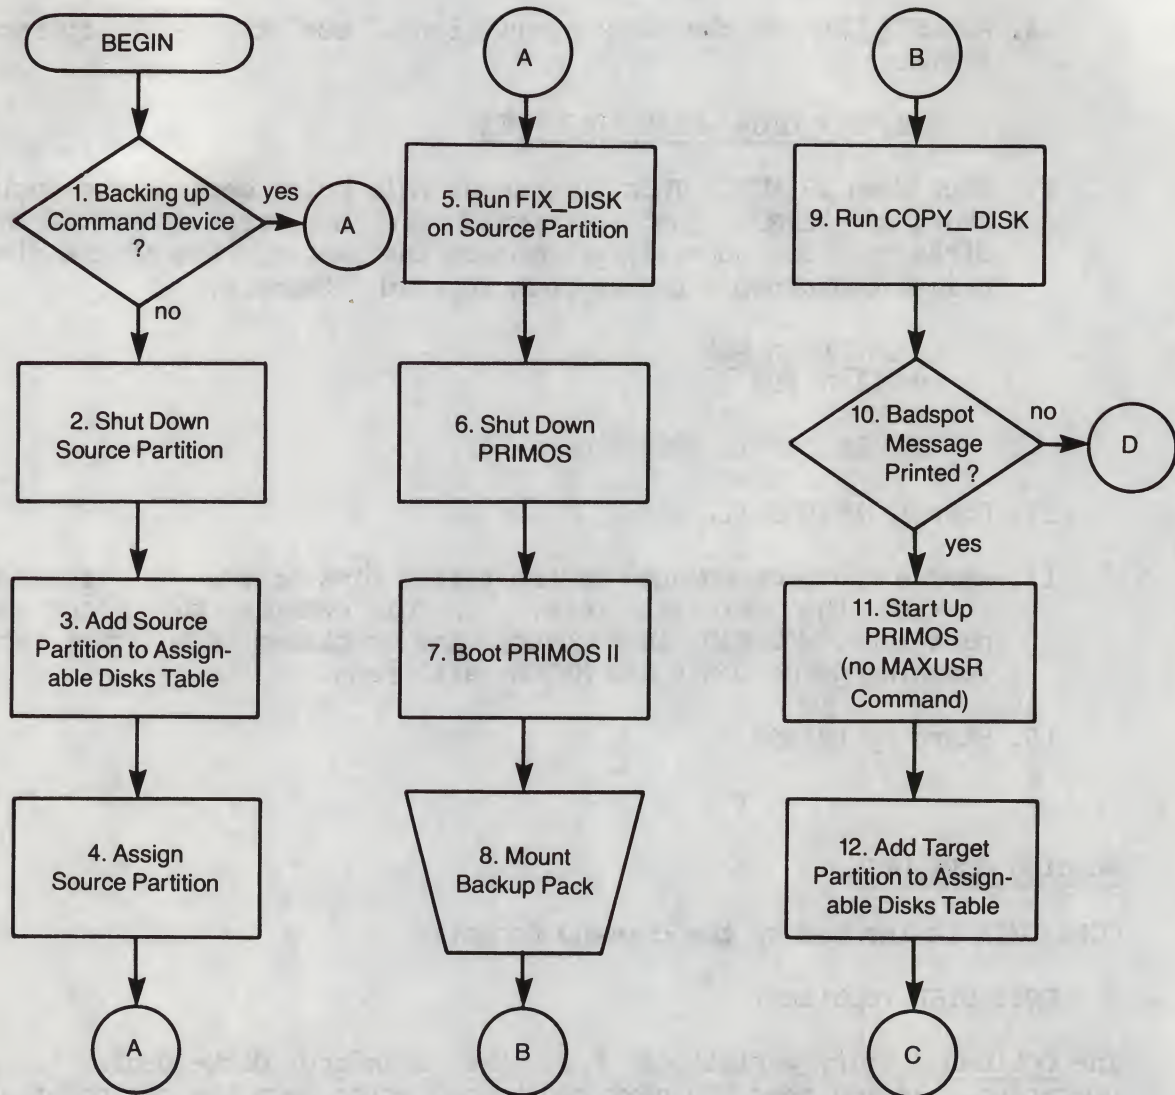 BEGIN
1. Backing up
Command Device
?
yes
A
no
2. Shut Down
Source Partition
3. Add Source
Partition to Assign-
able Disks Table
4. Assign
Source Partition
A
A
5. Run FIX_DISK
on Source Partition
6. Shut Down
PRIMOS
7. Boot PRIMOS II
8. Mount
Backup Pack
B
B
9. Run COPY__DISK
10. Badspot
Message
Printed ?
no
D
yes
11. Start Up
PRIMOS
(no MAXUSR
Command)
12. Add Target
Partition to Assign-
able Disks Table
C